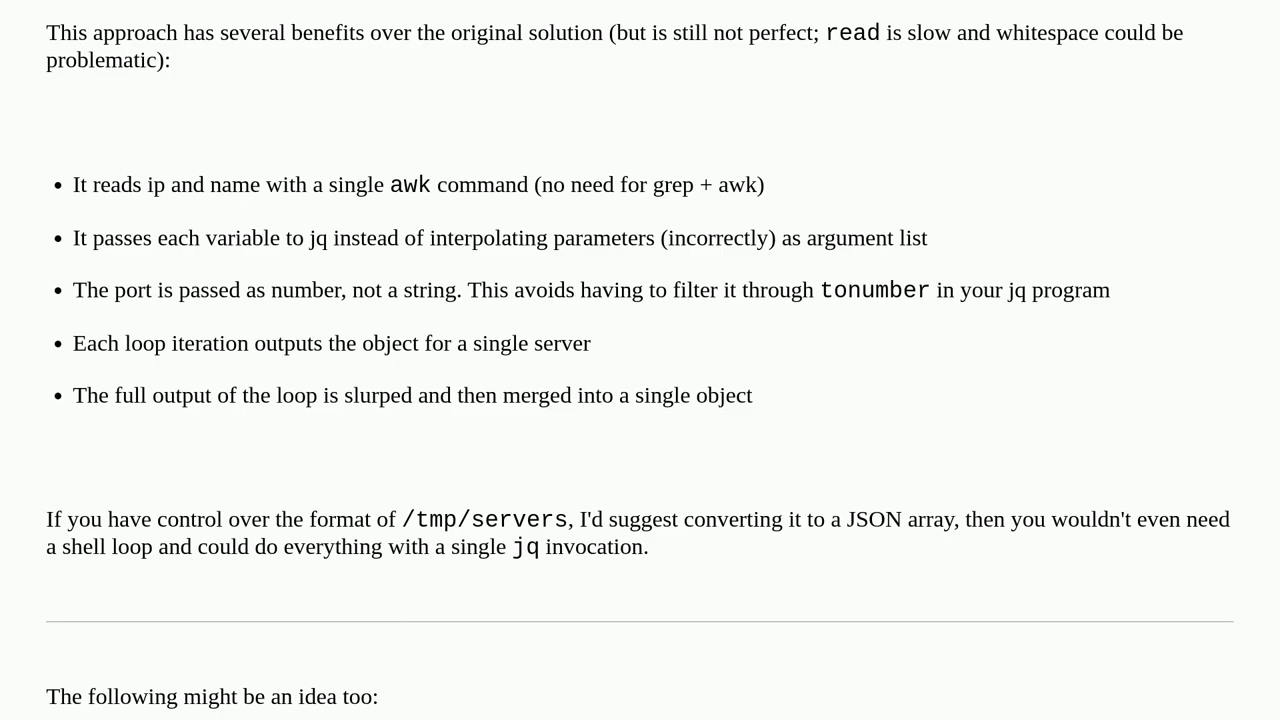 This approach has several benefits over the original solution (but is still not perfect; read is slow and whitespace could be
problematic):
• It reads ip and name with a single awk command (no need for grep + awk)
• It passes each variable to jq instead of interpolating parameters (incorrectly) as argument list
• The port is passed as number, not a string. This avoids having to filter it through tonumber in your jq program
• Each loop iteration outputs the object for a single server
• The full output of the loop is slurped and then merged into a single object
If you have control over the format of /tmp/servers, I'd suggest converting it to a JSON array, then you wouldn't even need
a shell loop and could do everything with a single jq invocation.
The following might be an idea too: